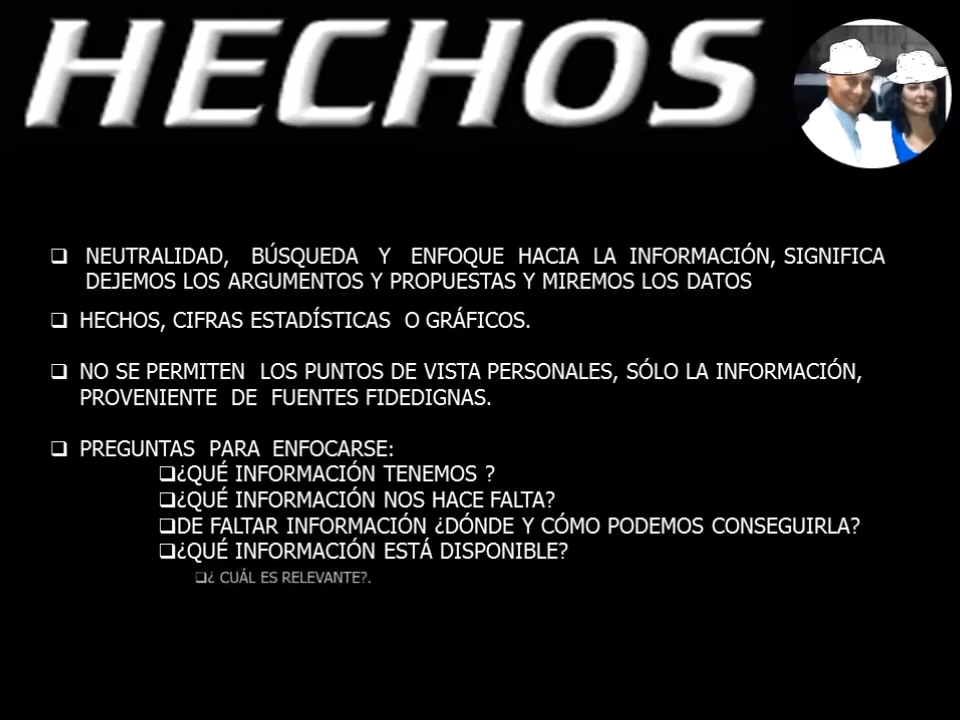 HECHOS
❑ NEUTRALIDAD, BÚSQUEDA Y ENFOQUE HACIA LA INFORMACIÓN, SIGNIFICA
DEJEMOS LOS ARGUMENTOS Y PROPUESTAS Y MIREMOS LOS DATOS
❑ HECHOS, CIFRAS ESTADÍSTICAS O GRÁFICOS.
❑ NO SE PERMITEN LOS PUNTOS DE VISTA PERSONALES, SÓLO LA INFORMACIÓN,
PROVENIENTE DE FUENTES FIDEDIGNAS.
❑ PREGUNTAS PARA ENFOCARSE:
❑¿QUÉ INFORMACIÓN TENEMOS ?
❑¿QUÉ INFORMACIÓN NOS HACE FALTA?
❑DE FALTAR INFORMACIÓN ¿DÓNDE Y CÓMO PODEMOS CONSEGUIRLA?
❑¿QUÉ INFORMACIÓN ESTÁ DISPONIBLE?
❑¿ CUÁL ES RELEVANTE?.